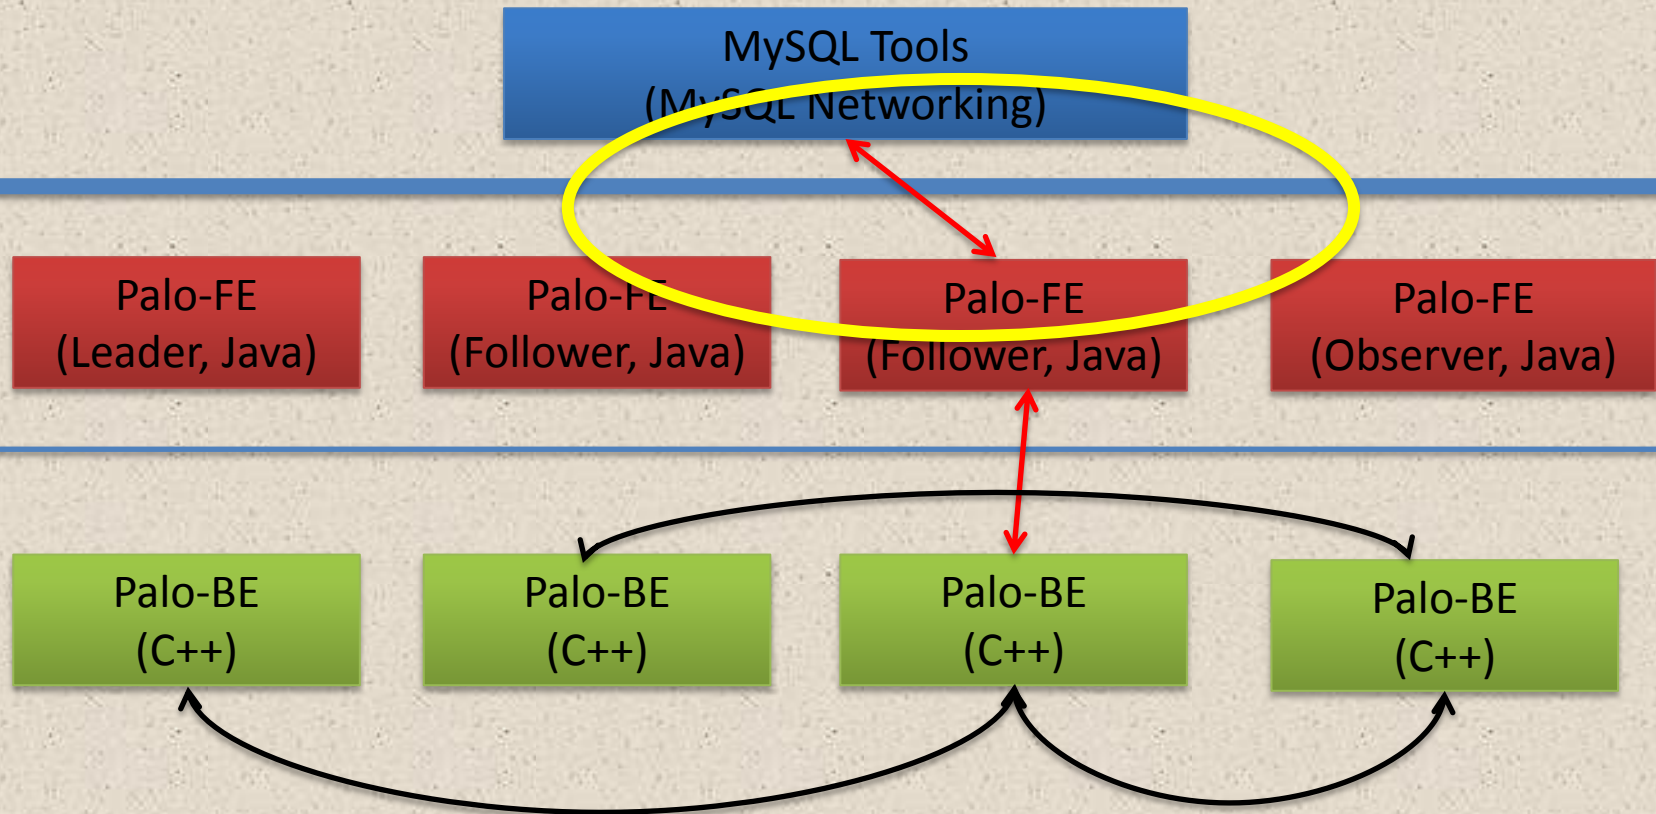 MySQL Tools
(MySQL Networking)
Palo-FE
(Leader, Java)
Palo-FE
(Follower, Java)
Palo-FE
(Follower, Java)
Palo-FE
(Observer, Java)
Palo-BE
(C++)
Palo-BE
(C++)
Palo-BE
(C++)
Palo-BE
(C++)